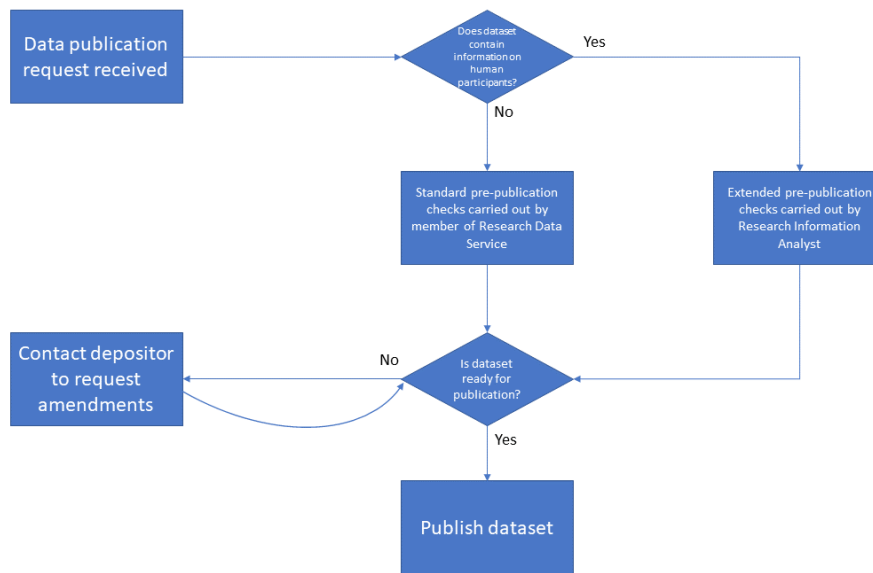 Data publication
request received
Does dataset
contain
information on
human
participants?
Yes
No
Standard pre-publication
checks carried out by
member of Research Data
Service
Extended pre-publication
checks carried out by
Research Information
Analyst
Contact depositor
to request
amendments
No
Is dataset
ready for
publication?
Yes
Publish dataset